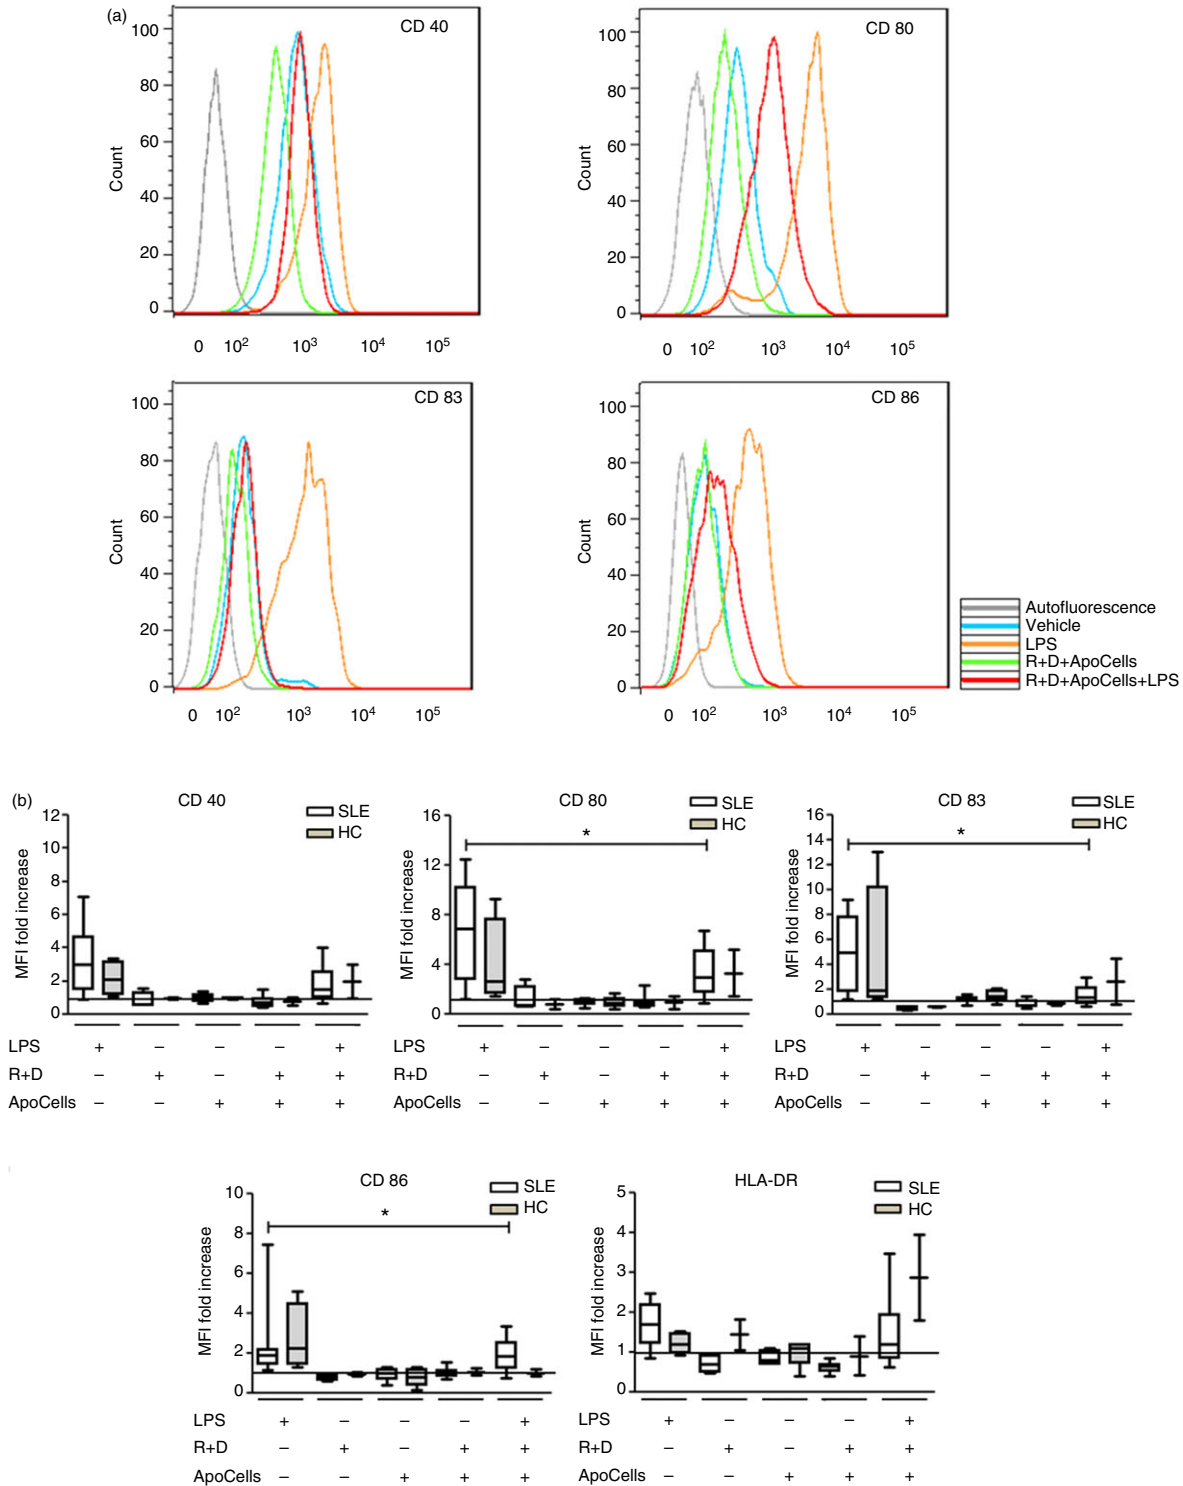 (a)
CD 40
100
80
60
40
20
0
Count
0 10² 10³ 10⁴ 10⁵
CD 80
100
80
60
40
20
0
Count
0 10² 10³ 10⁴ 10⁵
CD 83
100
80
60
40
20
0
Count
0 10² 10³ 10⁴ 10⁵
CD 86
100
80
60
40
20
0
Count
0 10² 10³ 10⁴ 10⁵
Autofluorescence
Vehicle
LPS
R+D+ApoCells
R+D+ApoCells+LPS
(b)
CD 40
SLE
HC
12
10
8
6
4
2
0
MFI fold increase
LPS + – – – +
R+D – + – + +
ApoCells – – + + +
CD 80
SLE
HC
*
16
12
8
4
0
MFI fold increase
LPS + – – – +
R+D – + – + +
ApoCells – – + + +
CD 83
SLE
HC
*
16
14
12
10
8
6
4
2
0
MFI fold increase
LPS + – – – +
R+D – + – + +
ApoCells – – + + +
CD 86
SLE
HC
*
10
8
6
4
2
0
MFI fold increase
LPS + – – – +
R+D – + – + +
ApoCells – – + + +
HLA-DR
SLE
HC
5
4
3
2
1
0
MFI fold increase
LPS + – – – +
R+D – + – + +
ApoCells – – + + +